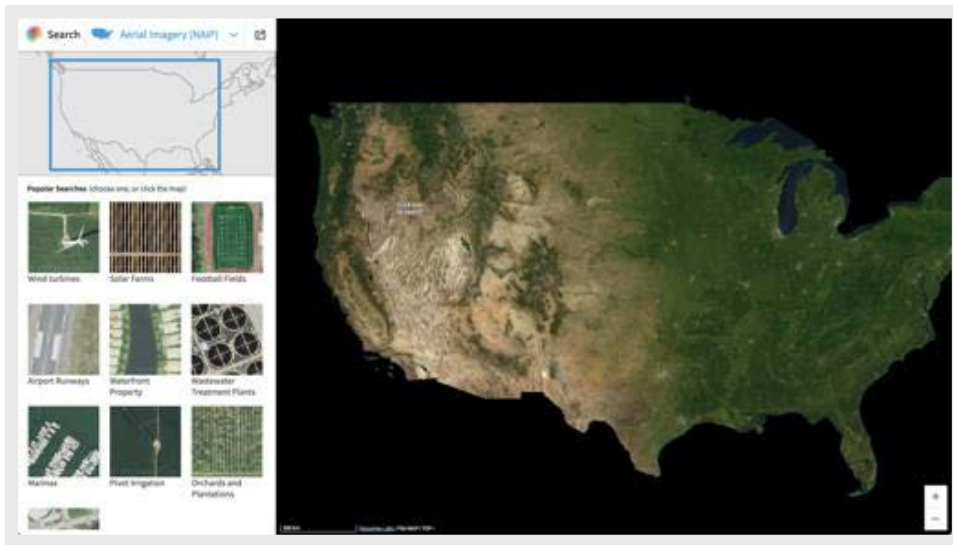 Search
Aerial Imagery (NAIP)
Popular Searches (choose one, or click the map)
Wind turbines
Solar Farms
Football Fields
Airport Runways
Waterfront
Property
Wastewater
Treatment Plants
Marinas
Pivot Irrigation
Orchards and
Plantations